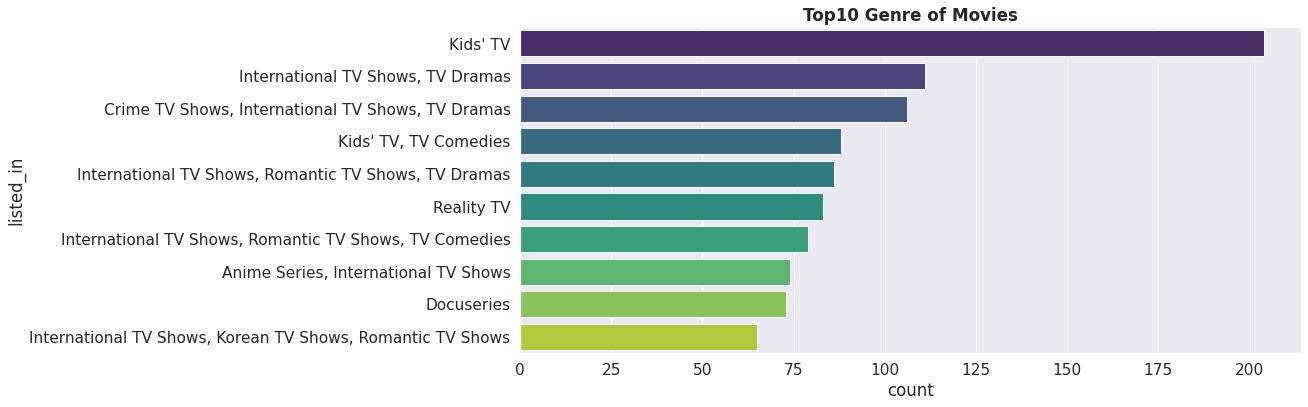 Top10 Genre of Movies
listed_in
Kids' TV
International TV Shows, TV Dramas
Crime TV Shows, International TV Shows, TV Dramas
Kids' TV, TV Comedies
International TV Shows, Romantic TV Shows, TV Dramas
Reality TV
International TV Shows, Romantic TV Shows, TV Comedies
Anime Series, International TV Shows
Docuseries
International TV Shows, Korean TV Shows, Romantic TV Shows
0 25 50 75 100 125 150 175 200
count